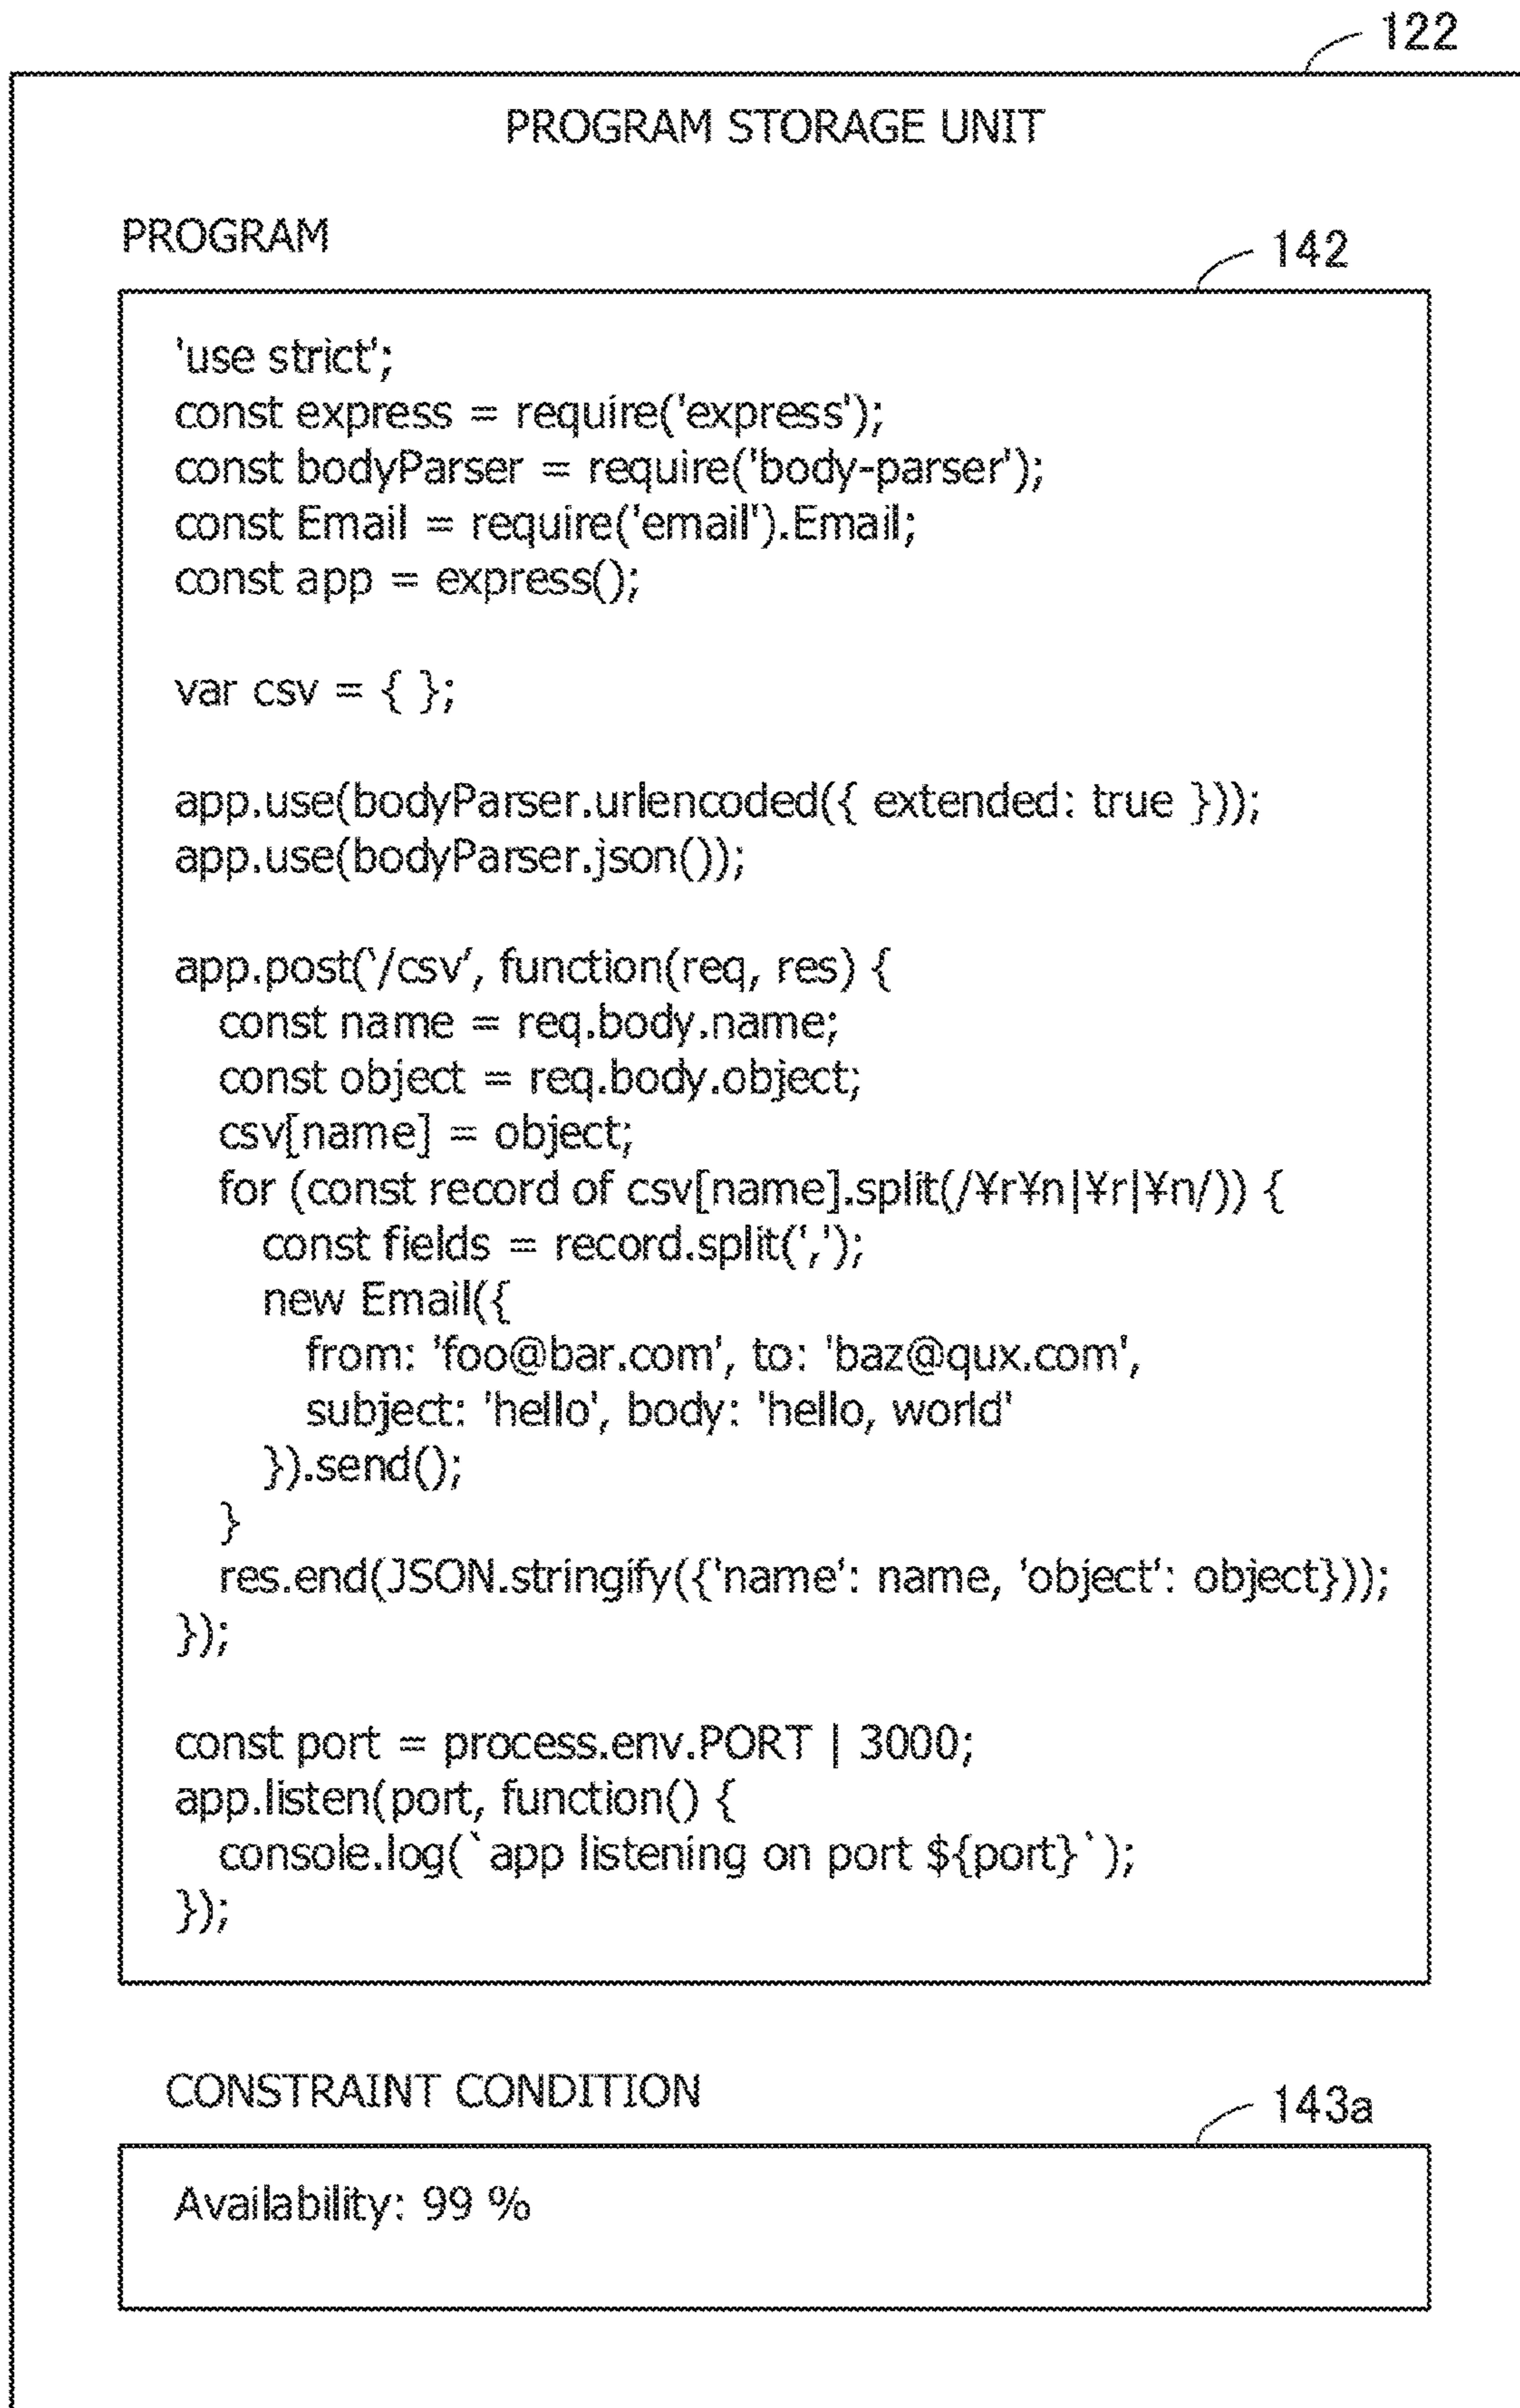 122
PROGRAM STORAGE UNIT
PROGRAM
142
'use strict';
const express = require('express');
const bodyParser = require('body-parser');
const Email = require('email').Email;
const app = express();
var csv = { };
app.use(bodyParser.urlencoded({ extended: true }));
app.use(bodyParser.json());
app.post('/csv', function(req, res) {
const name = req.body.name;
const object = req.body.object;
csv[name] = object;
for (const record of csv[name].split(/¥r¥n|¥r|¥n/)) {
const fields = record.split(',');
new Email({
from: 'foo@bar.com', to: 'baz@qux.com',
subject: 'hello', body: 'hello, world'
}).send();
}
res.end(JSON.stringify({'name': name, 'object': object}));
});
const port = process.env.PORT | 3000;
app.listen(port, function() {
console.log(`app listening on port ${port}`);
});
CONSTRAINT CONDITION
143a
Availability: 99 %